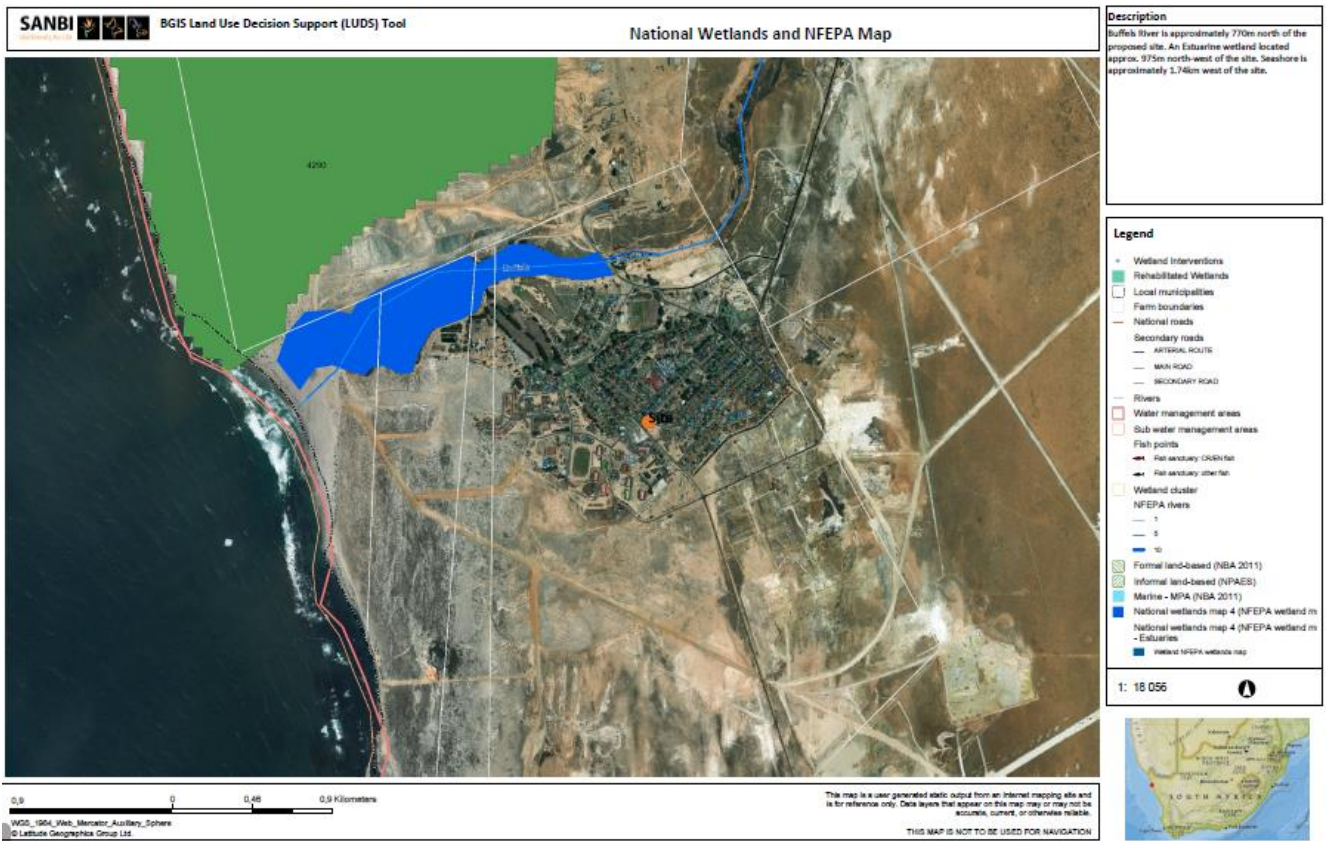 SANBI
BGIS Land Use Decision Support (LUDS) Tool
National Wetlands and NFEPA Map
Description
Buffels River is approximately 770m north of the
proposed site. An Estuarine wetland located
approx. 975m north-west of the site. Seashore is
approximately 1.74km west of the site.
4290
Buffels
Site
Legend
Wetland Interventions
Rehabilitated Wetlands
Local municipalities
Farm boundaries
National roads
Secondary roads
ARTERIAL ROUTE
MAIN ROAD
SECONDARY ROAD
Rivers
Water management areas
Sub water management areas
Fish points
Fish sanctuary: CR/EN fish
Fish sanctuary: other fish
Wetland cluster
NFEPA rivers
1
5
10
Formal land-based (NBA 2011)
Informal land-based (NPAES)
Marine - MPA (NBA 2011)
National wetlands map 4 (NFEPA wetland m
National wetlands map 4 (NFEPA wetland m
- Estuaries
Wetland NFEPA wetlands map
1: 18 056
SOUTH AFRICA
0,9 0 0,46 0,9 Kilometers
WGS_1984_Web_Mercator_Auxiliary_Sphere
© Latitude Geographics Group Ltd.
This map is a user generated static output from an internet mapping site and
is for reference only. Data layers that appear on this map may or may not be
accurate, current, or otherwise reliable.
THIS MAP IS NOT TO BE USED FOR NAVIGATION